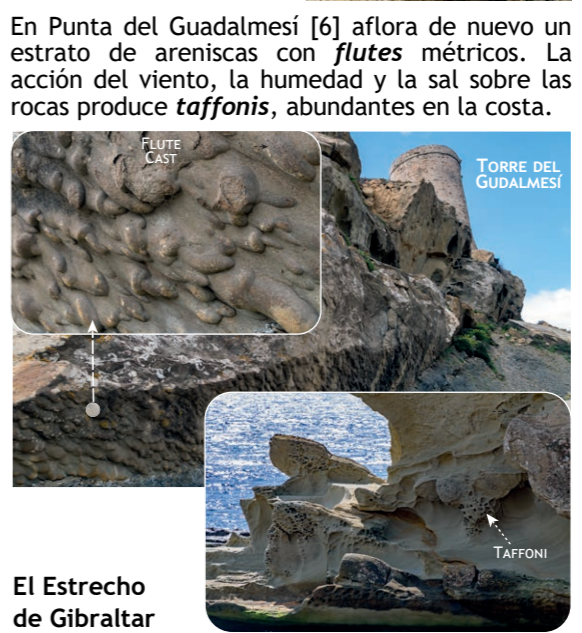 En Punta del Guadalmesí [6] aflora de nuevo un
estrato de areniscas con flutes métricos. La
acción del viento, la humedad y la sal sobre las
rocas produce taffonis, abundantes en la costa.
FLUTE
CAST
TORRE DEL
GUDALMESÍ
TAFFONI
El Estrecho
de Gibraltar